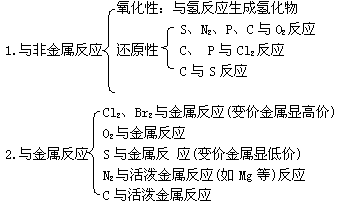 氧化性:与氢反应生成氢化物
1.与非金属反应
还原性
S、N₂、P、C与O₂反应
C、 P与Cl₂反应
C与S反应
2.与金属反应
Cl₂、Br₂与金属反应(变价金属显高价)
O₂与金属反应
S与金属反 应(变价金属显低价)
N₂与活泼金属反应(如Mg等)反应
C与活泼金属反应